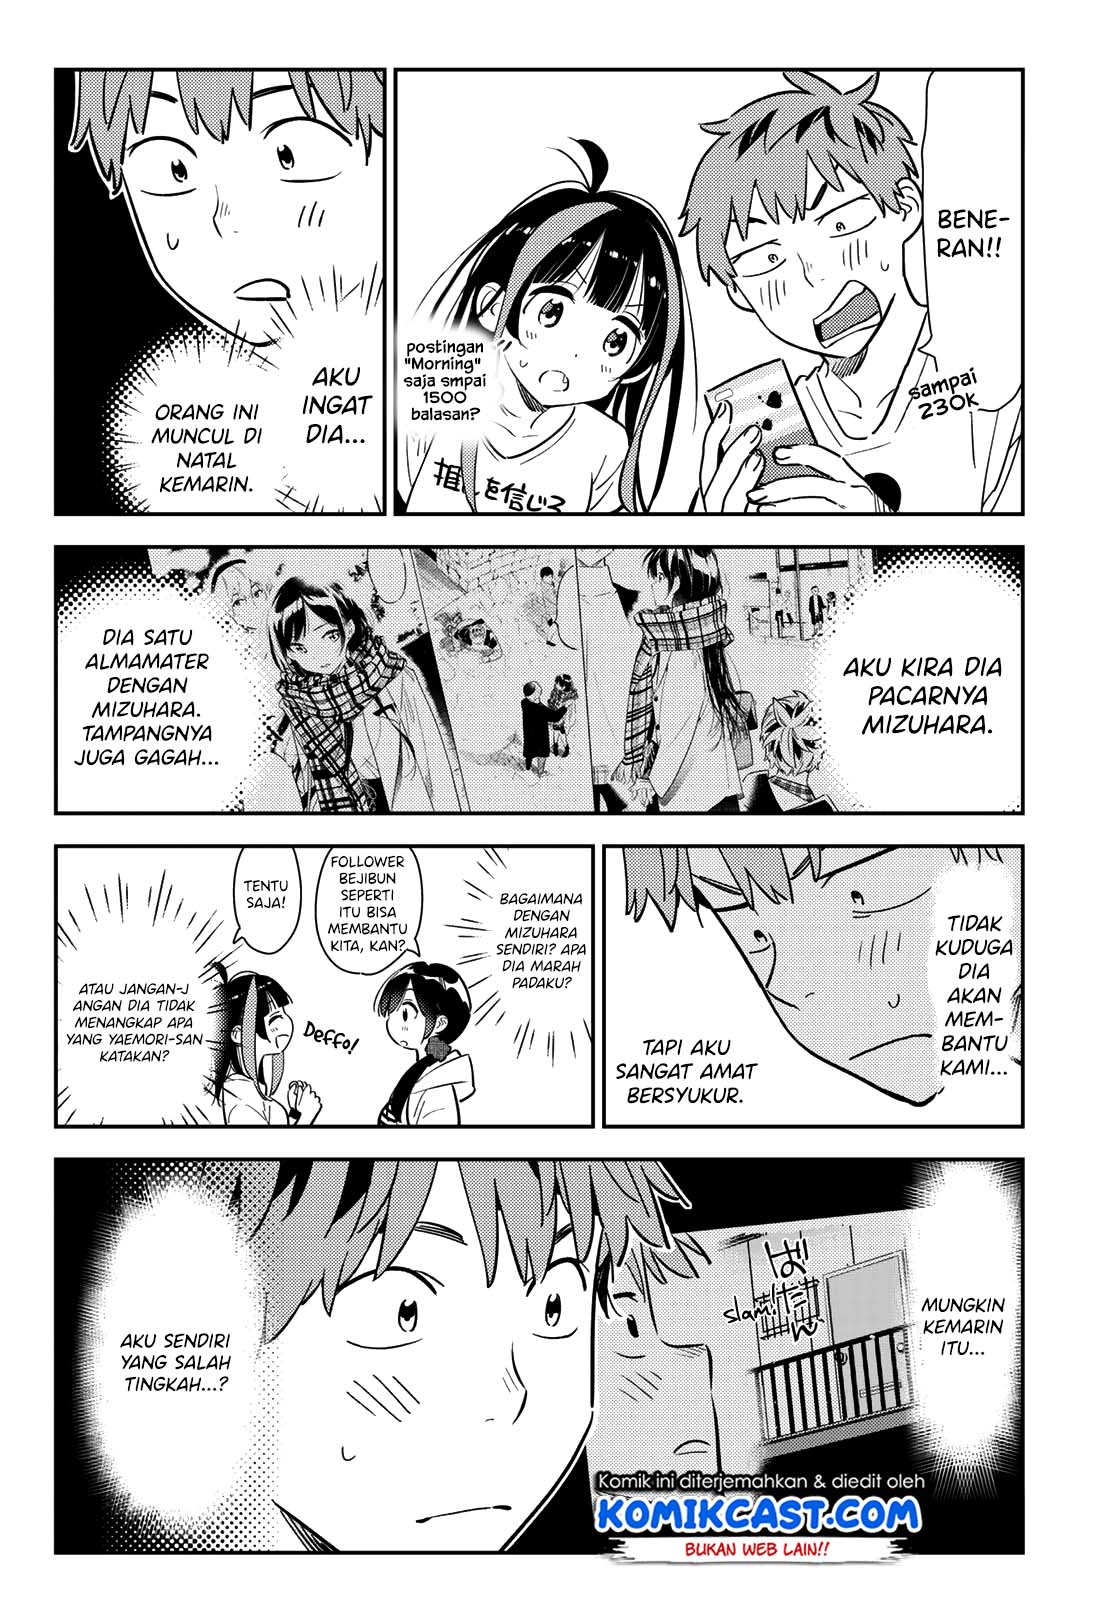 BENE-
RAN!!
sampai
230K
postingan
"Morning"
saja smpai
1500
balasan?
推しを信じろ
AKU
INGAT
DIA...
ORANG INI
MUNCUL DI
NATAL
KEMARIN.
AKU KIRA DIA
PACARNYA
MIZUHARA.
DIA SATU
ALMAMATER
DENGAN
MIZUHARA.
TAMPANGNYA
JUGA GAGAH...
TIDAK
KUDUGA
DIA
AKAN
MEM-
BANTU
KAMI...
TAPI AKU
SANGAT AMAT
BERSYUKUR.
BAGAIMANA
DENGAN
MIZUHARA
SENDIRI? APA
DIA MARAH
PADAKU?
FOLLOWER
BEJIBUN
SEPERTI
ITU BISA
MEMBANTU
KITA, KAN?
TENTU
SAJA!
Deffo!
ATAU JANGAN-J
ANGAN DIA TIDAK
MENANGKAP APA
YANG YAEMORI-SAN
KATAKAN?
MUNGKIN
KEMARIN
ITU...
ばたん
slam!
AKU SENDIRI
YANG SALAH
TINGKAH...?
Komik ini diterjemahkan & diedit oleh
KOMIKCAST.COM
BUKAN WEB LAIN!!